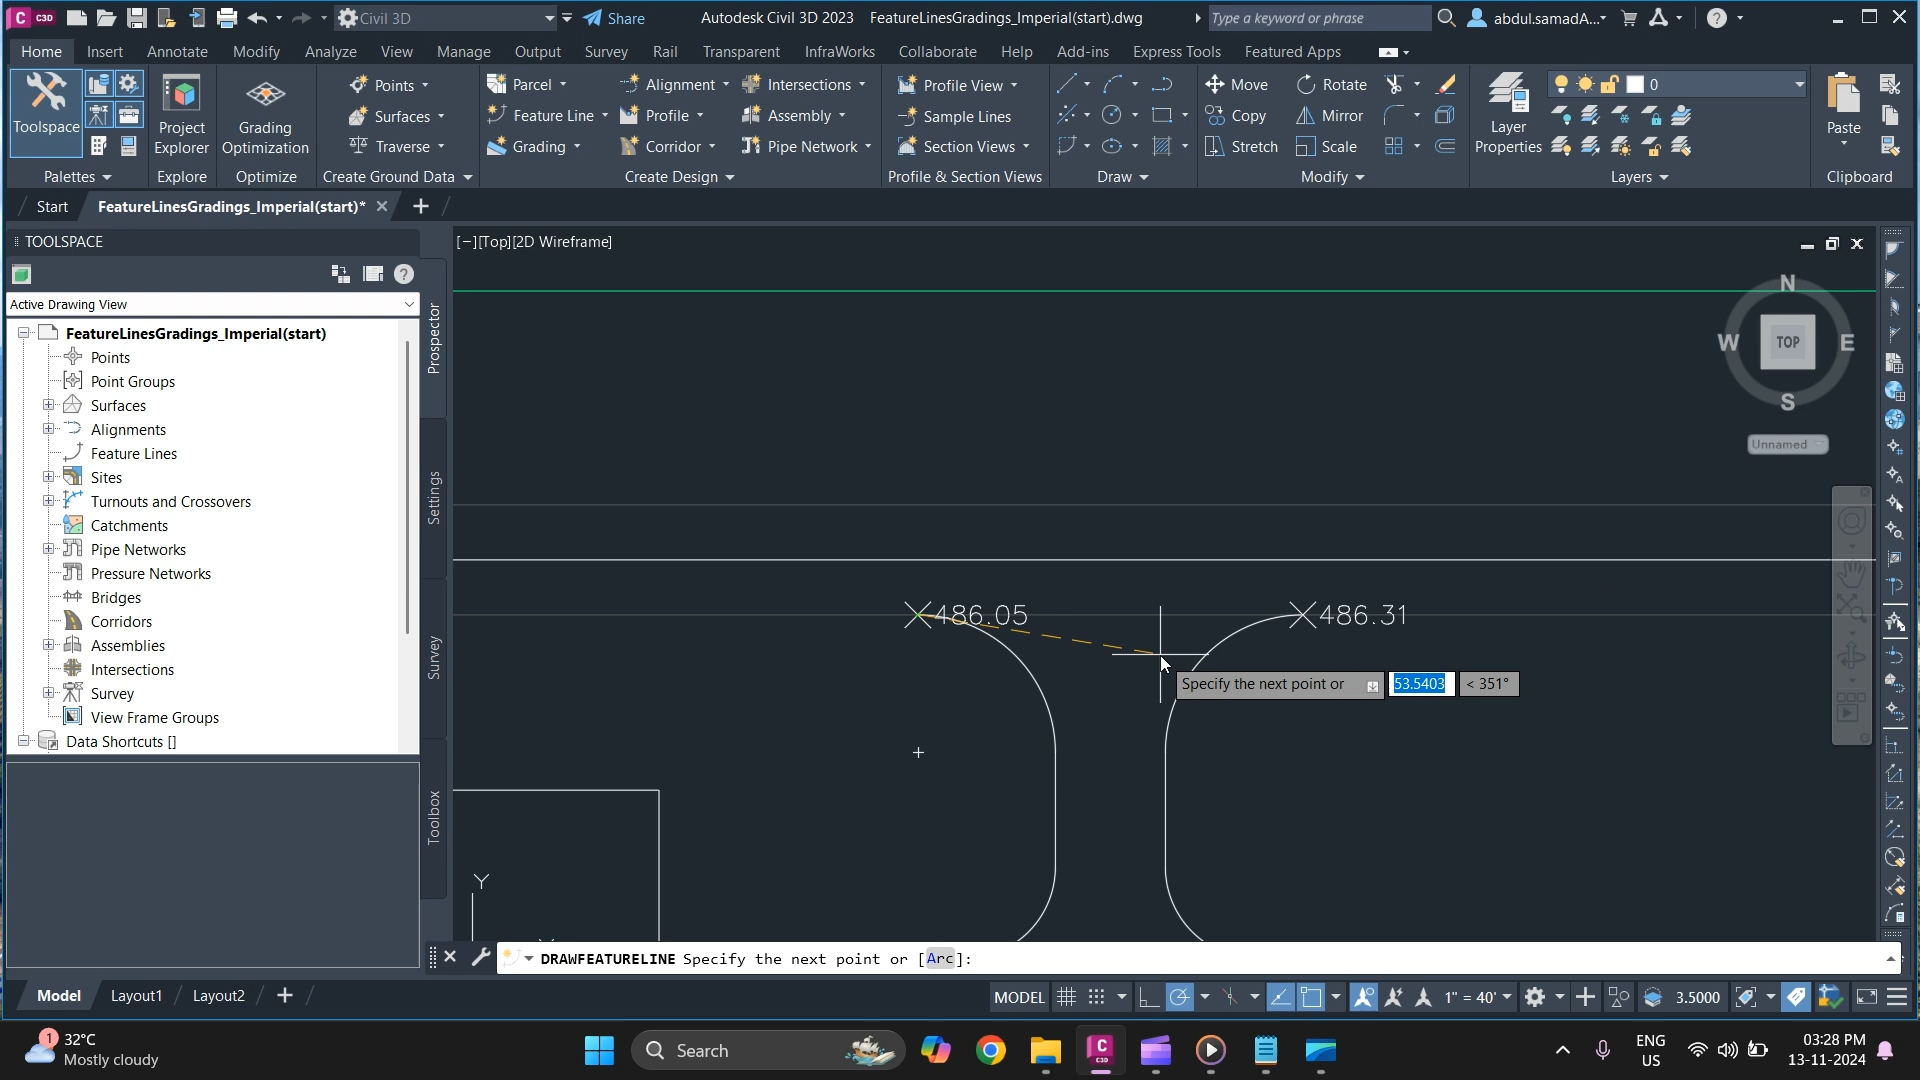 C C3D Civil 3D Share Autodesk Civil 3D 2023 FeatureLinesGradings_Imperial(start).dwg Type a keyword or phrase abdul.samadA...
Home Insert Annotate Modify Analyze View Manage Output Survey Rail Transparent InfraWorks Collaborate Help Add-ins Express Tools Featured Apps
Points Parcel Alignment Intersections Profile View Move Rotate 0
Toolspace Project Explorer Grading Optimization Surfaces Feature Line Profile Assembly Sample Lines Copy Mirror Layer Properties Paste
Traverse Grading Corridor Pipe Network Section Views Stretch Scale
Palettes Explore Optimize Create Ground Data Create Design Profile & Section Views Draw Modify Layers Clipboard
Start FeatureLinesGradings_Imperial(start)*
TOOLSPACE
[−][Top][2D Wireframe]
Active Drawing View
FeatureLinesGradings_Imperial(start)
Points
Point Groups
Surfaces
Alignments
Feature Lines
Sites
Turnouts and Crossovers
Catchments
Pipe Networks
Pressure Networks
Bridges
Corridors
Assemblies
Intersections
Survey
View Frame Groups
Data Shortcuts []
Prospector
Settings
Survey
Toolbox
N
W TOP E
S
Unnamed
486.05 486.31
Specify the next point or 53.5403 < 351°
Y
DRAWFEATURELINE Specify the next point or [Arc]:
Model Layout1 Layout2 MODEL 1" = 40' 3.5000
1 32°C
Mostly cloudy
Search
C C3D
ENG
US
03:28 PM
13-11-2024